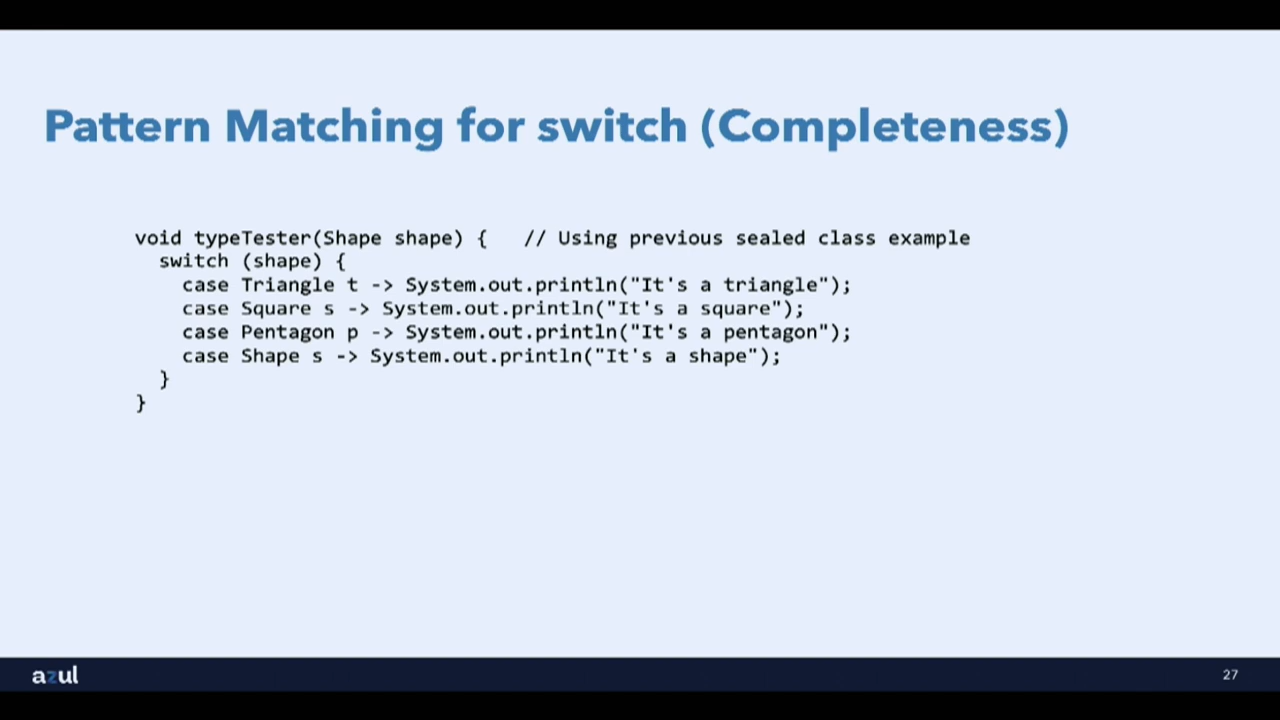 Pattern Matching for switch (Completeness)
void typeTester(Shape shape) {   // Using previous sealed class example
  switch (shape) {
    case Triangle t -> System.out.println("It's a triangle");
    case Square s -> System.out.println("It's a square");
    case Pentagon p -> System.out.println("It's a pentagon");
    case Shape s -> System.out.println("It's a shape");
  }
}
azul
27